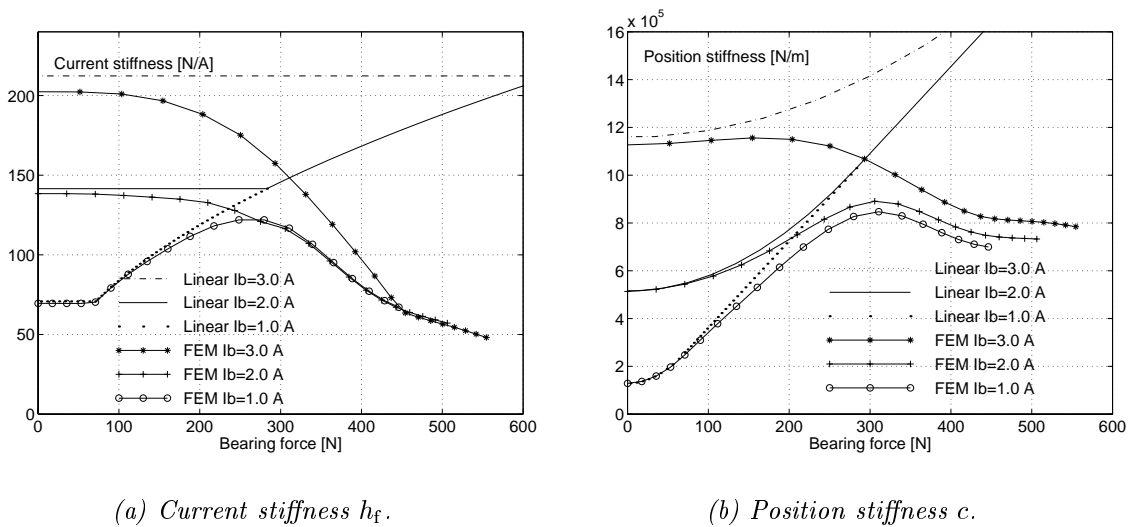 Current stiffness [N/A]
200
150
100
50
0
Linear Ib=3.0 A
Linear Ib=2.0 A
Linear Ib=1.0 A
FEM Ib=3.0 A
FEM Ib=2.0 A
FEM Ib=1.0 A
0 100 200 300 400 500 600
Bearing force [N]
(a) Current stiffness hf.
x 10^5
Position stiffness [N/m]
16
14
12
10
8
6
4
2
0
Linear Ib=3.0 A
Linear Ib=2.0 A
Linear Ib=1.0 A
FEM Ib=3.0 A
FEM Ib=2.0 A
FEM Ib=1.0 A
0 100 200 300 400 500 600
Bearing force [N]
(b) Position stiffness c.